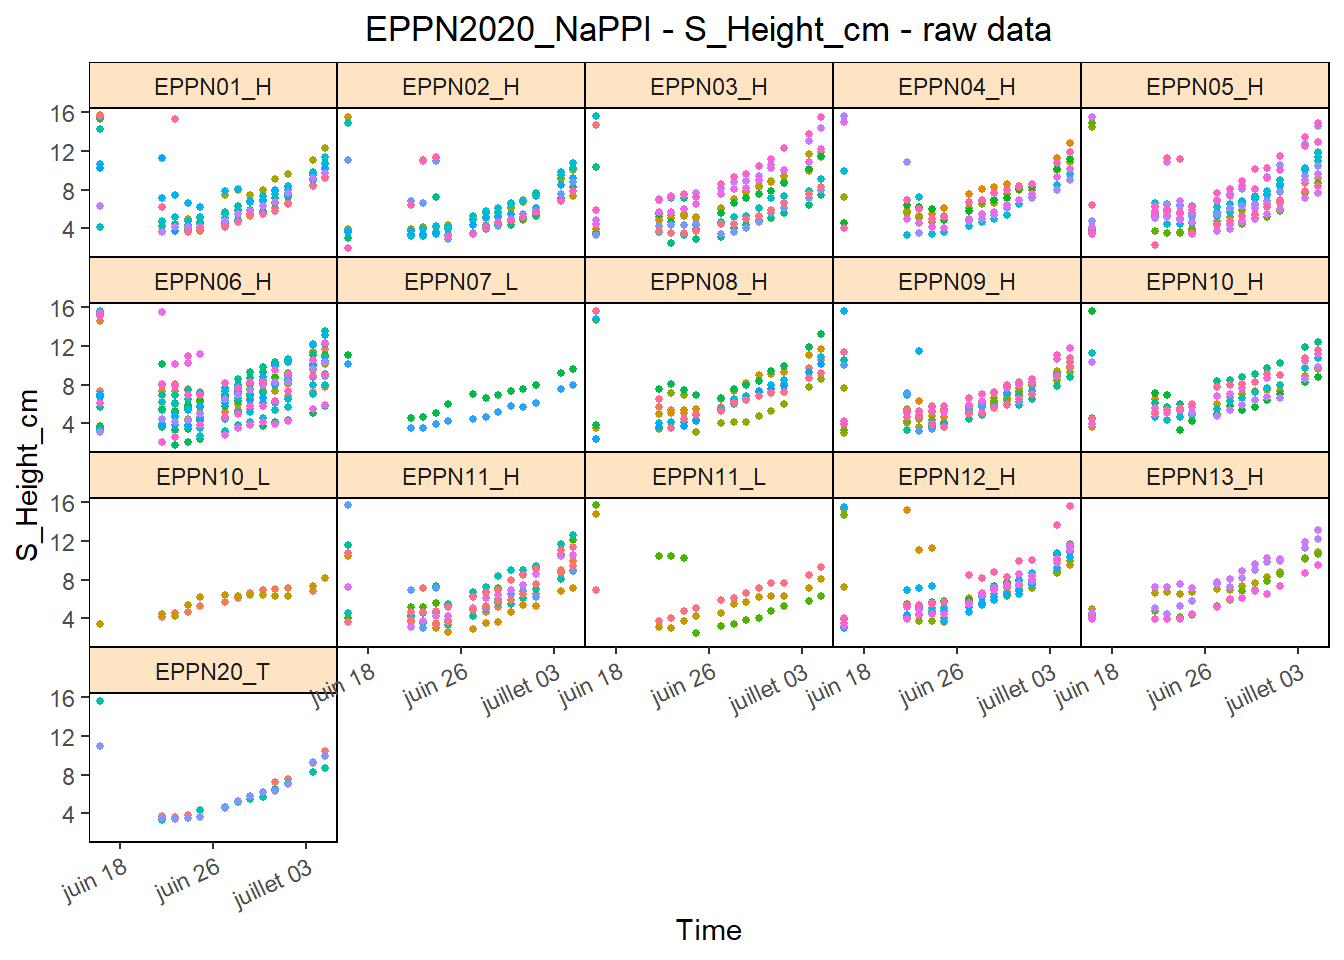 EPPN2020_NaPPI - S_Height_cm - raw data
EPPN01_H EPPN02_H EPPN03_H EPPN04_H EPPN05_H
16
12
8
4
EPPN06_H EPPN07_L EPPN08_H EPPN09_H EPPN10_H
16
12
8
4
EPPN10_L EPPN11_H EPPN11_L EPPN12_H EPPN13_H
16
12
8
4
EPPN20_T
16
12
8
4
juin 18 juin 26 juillet 03 juin 18 juin 26 juillet 03 juin 18 juin 26 juillet 03 juin 18 juin 26 juillet 03
juin 18 juin 26 juillet 03
Time
S_Height_cm